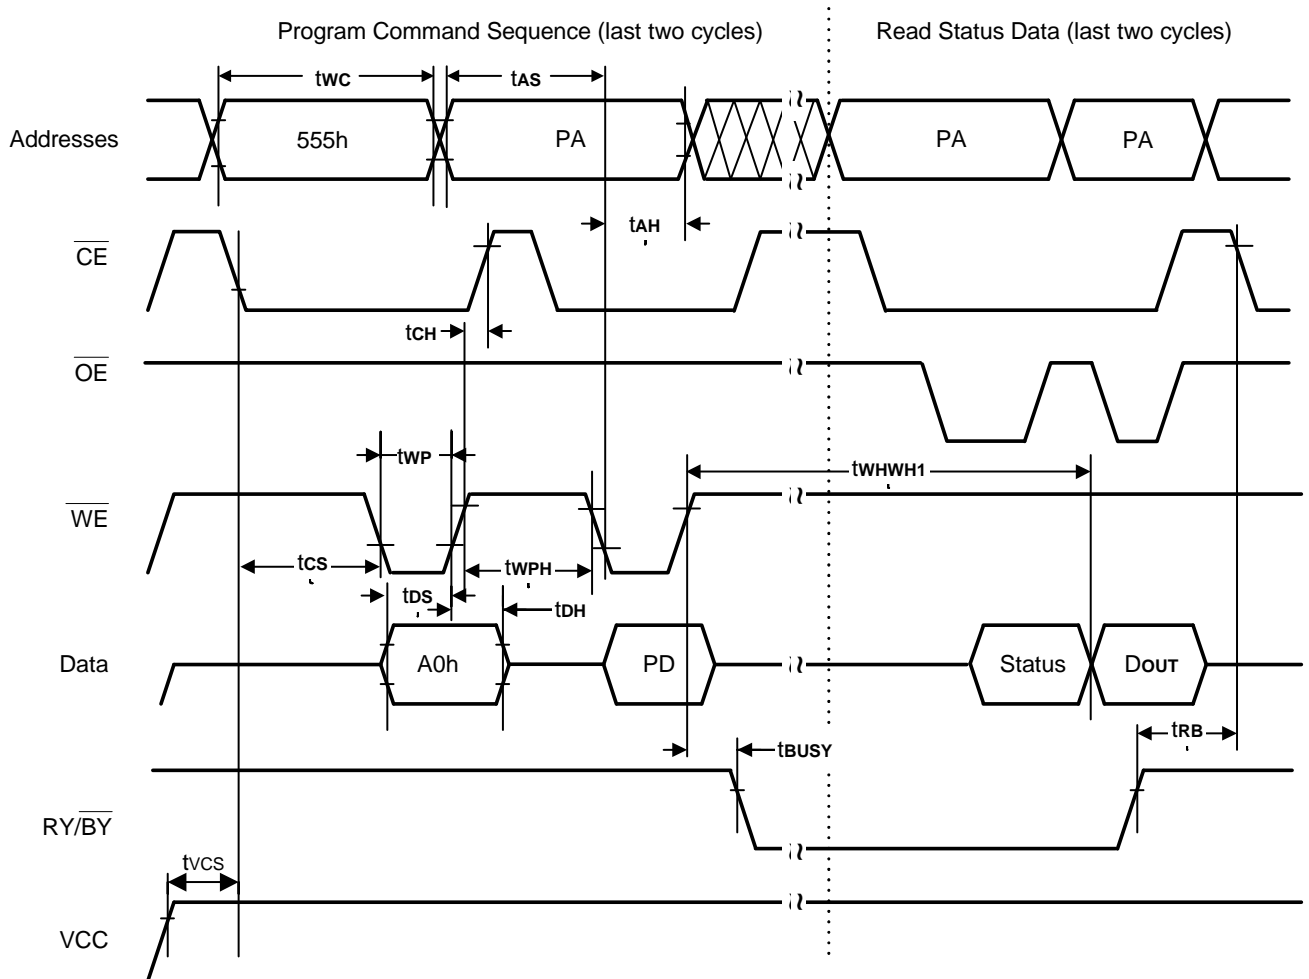 Program Command Sequence (last two cycles)
Read Status Data (last two cycles)
tWC
tAS
Addresses
555h
PA
PA
PA
tAH
CE
tCH
OE
tWP
tWHWH1
WE
tCS
tWPH
tDS
tDH
Data
A0h
PD
Status
DOUT
tRB
tBUSY
RY/BY
tVCS
VCC